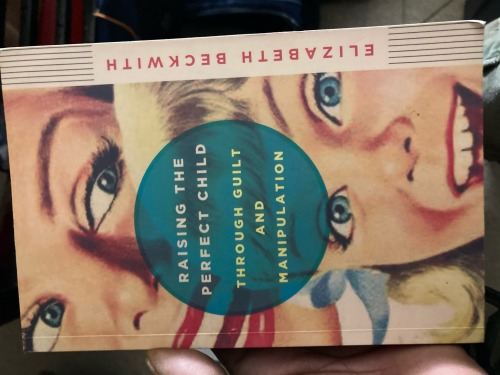 ELIZABETH BECKWITH
RAISING THE
PERFECT CHILD
THROUGH GUILT
AND
MANIPULATION